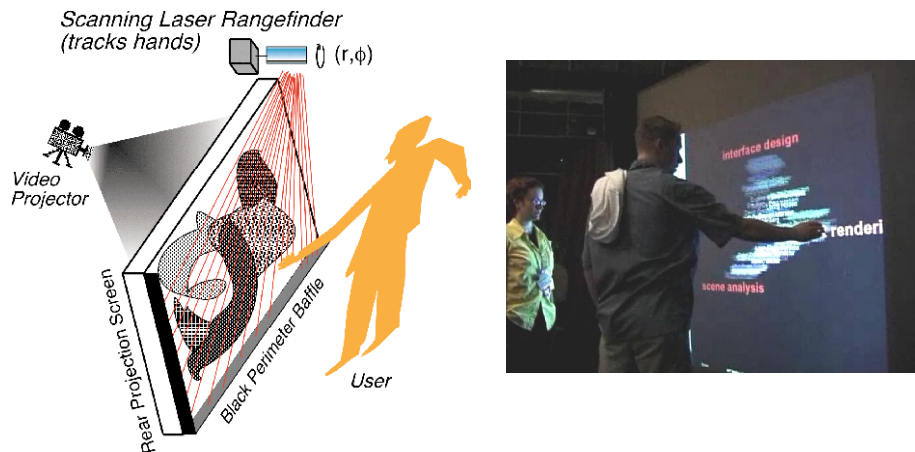 Scanning Laser Rangefinder
(tracks hands)
(r,ϕ)
Video
Projector
Rear Projection Screen
Black Perimeter Baffle
User
interface design
renderi
scene analysis